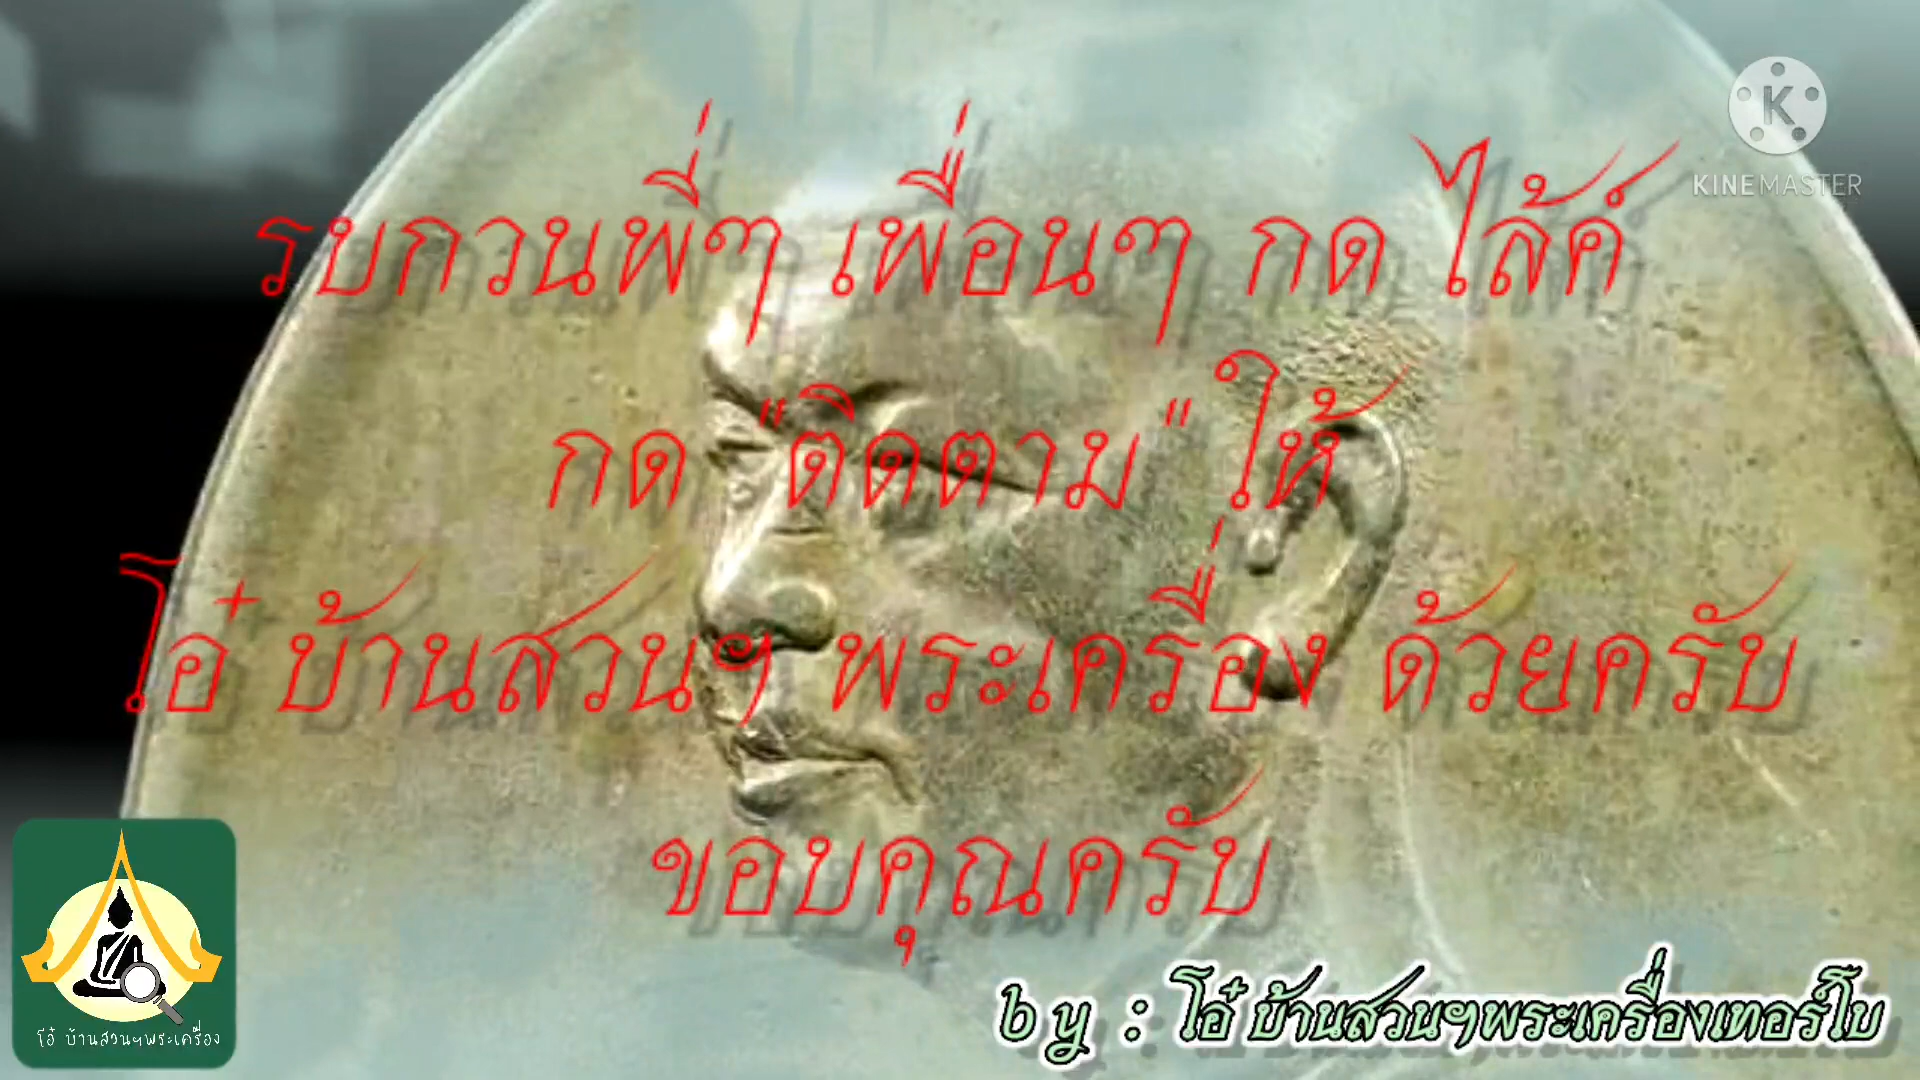 KINEMASTER
รบกวนพี่ๆ เพื่อนๆ กด ไล้ค์
กด "ติดตาม" ให้
โอ๋ บ้านสวนฯ พระเครื่อง ด้วยครับ
ขอบคุณครับ
by : โอ๋ บ้านสวนฯพระเครื่องเทอร์โบ
โอ๋ บ้านสวนฯพระเครื่อง